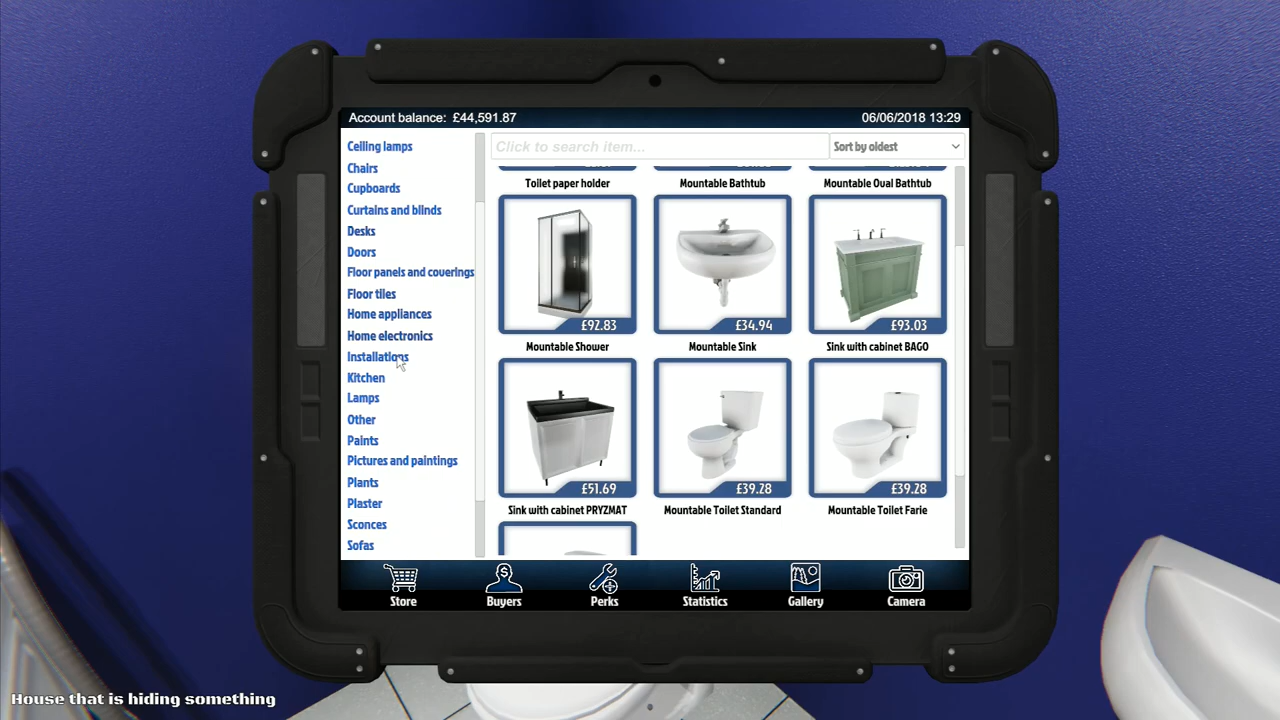 Account balance: £44,591.87
06/06/2018 13:29
Ceiling lamps
Chairs
Cupboards
Curtains and blinds
Desks
Doors
Floor panels and coverings
Floor tiles
Home appliances
Home electronics
Installations
Kitchen
Lamps
Other
Paints
Pictures and paintings
Plants
Plaster
Sconces
Sofas
Click to search item...
Sort by oldest
Toilet paper holder
Mountable Bathtub
Mountable Oval Bathtub
£92.83
£34.94
£93.03
Mountable Shower
Mountable Sink
Sink with cabinet BAGO
£51.69
£39.28
£39.28
Sink with cabinet PRYZMAT
Mountable Toilet Standard
Mountable Toilet Farie
Store
Buyers
Perks
Statistics
Gallery
Camera
House that is hiding something